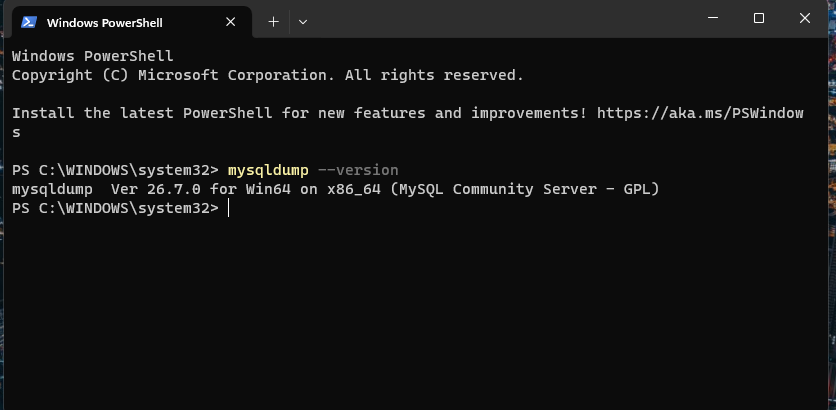 Windows PowerShell
Windows PowerShell
Copyright (C) Microsoft Corporation. All rights reserved.
Install the latest PowerShell for new features and improvements! https://aka.ms/PSWindow
s
PS C:\WINDOWS\system32> mysqldump --version
mysqldump  Ver 26.7.0 for Win64 on x86_64 (MySQL Community Server - GPL)
PS C:\WINDOWS\system32>